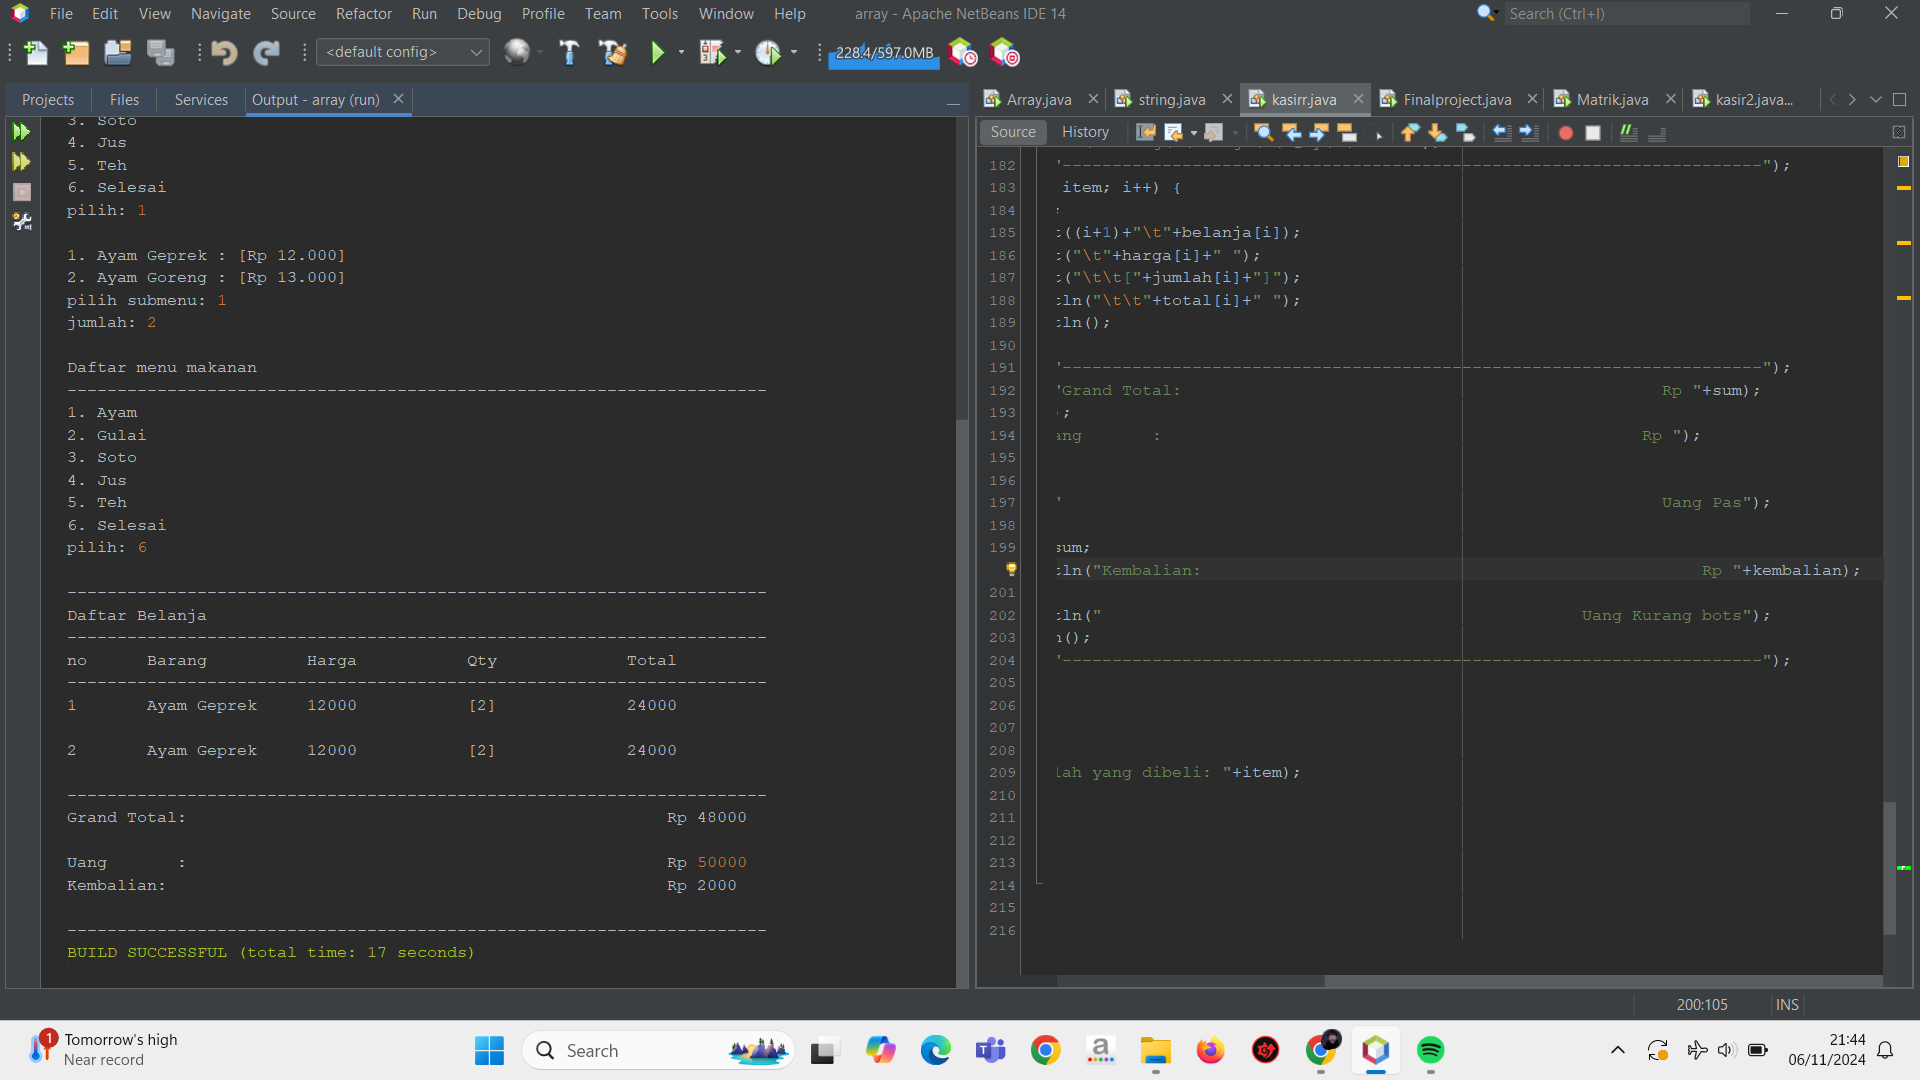 File Edit View Navigate Source Refactor Run Debug Profile Team Tools Window Help array - Apache NetBeans IDE 14 Search (Ctrl+I)
<default config> 228.4/597.0MB
Projects Files Services Output - array (run)
3. Soto
4. Jus
5. Teh
6. Selesai
pilih: 1
1. Ayam Geprek : [Rp 12.000]
2. Ayam Goreng : [Rp 13.000]
pilih submenu: 1
jumlah: 2
Daftar menu makanan
----------------------------------------------------------------------
1. Ayam
2. Gulai
3. Soto
4. Jus
5. Teh
6. Selesai
pilih: 6
----------------------------------------------------------------------
Daftar Belanja
----------------------------------------------------------------------
no Barang Harga Qty Total
----------------------------------------------------------------------
1 Ayam Geprek 12000 [2] 24000
2 Ayam Geprek 12000 [2] 24000
----------------------------------------------------------------------
Grand Total: Rp 48000
Uang : Rp 50000
Kembalian: Rp 2000
----------------------------------------------------------------------
BUILD SUCCESSFUL (total time: 17 seconds)
Array.java string.java kasirr.java Finalproject.java Matrik.java kasir2.java...
Source History
182 "----------------------------------------------------------------------");
183 item; i++) {
184 ;
185 t((i+1)+"\t"+belanja[i]);
186 t("\t"+harga[i]+" ");
187 t("\t\t["+jumlah[i]+"]");
188 tln("\t\t"+total[i]+" ");
189 tln();
190
191 "----------------------------------------------------------------------");
192 "Grand Total: Rp "+sum);
193 );
194 ang : Rp ");
195
196
197 " Uang Pas");
198
199 sum;
tln("Kembalian: Rp "+kembalian);
201
202 tln(" Uang Kurang bots");
203 n();
204 "----------------------------------------------------------------------");
205
206
207
208
209 lah yang dibeli: "+item);
210
211
212
213
214
215
216
200:105 INS
1 Tomorrow's high
Near record
Search
21:44
06/11/2024